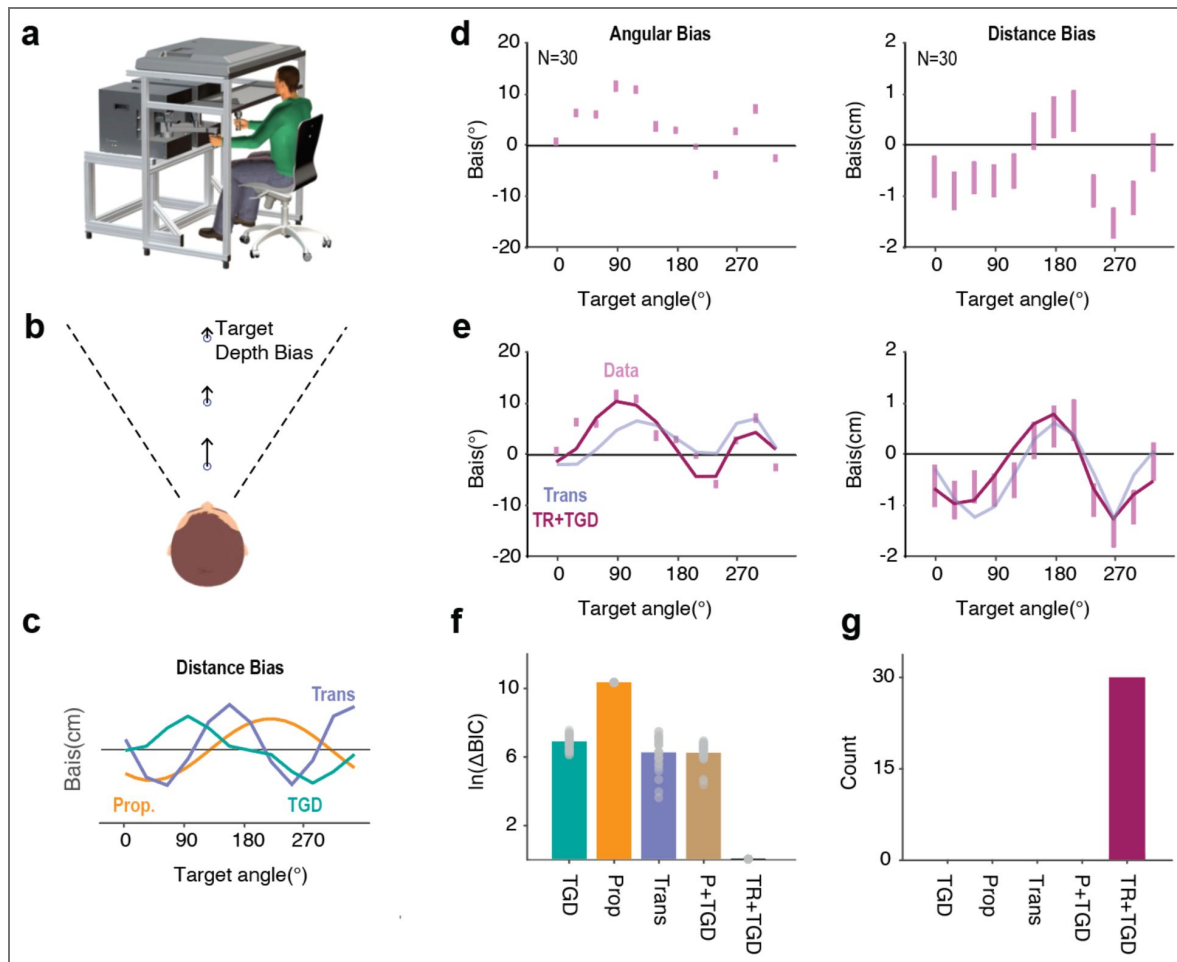 a
b
Target
Depth Bias
c
Distance Bias
Bais(cm)
Trans
Prop.
TGD
0 90 180 270
Target angle(°)
d
Angular Bias
N=30
Bais(°)
20
10
0
-10
-20
0 90 180 270
Target angle(°)
Distance Bias
N=30
Bais(cm)
2
1
0
-1
-2
0 90 180 270
Target angle(°)
e
Bais(°)
20
10
0
-10
-20
Data
Trans
TR+TGD
0 90 180 270
Target angle(°)
Bais(cm)
2
1
0
-1
-2
0 90 180 270
Target angle(°)
f
ln(ΔBIC)
10
6
2
TGD
Prop
Trans
P+TGD
TR+TGD
g
Count
30
15
0
TGD
Prop
Trans
P+TGD
TR+TGD